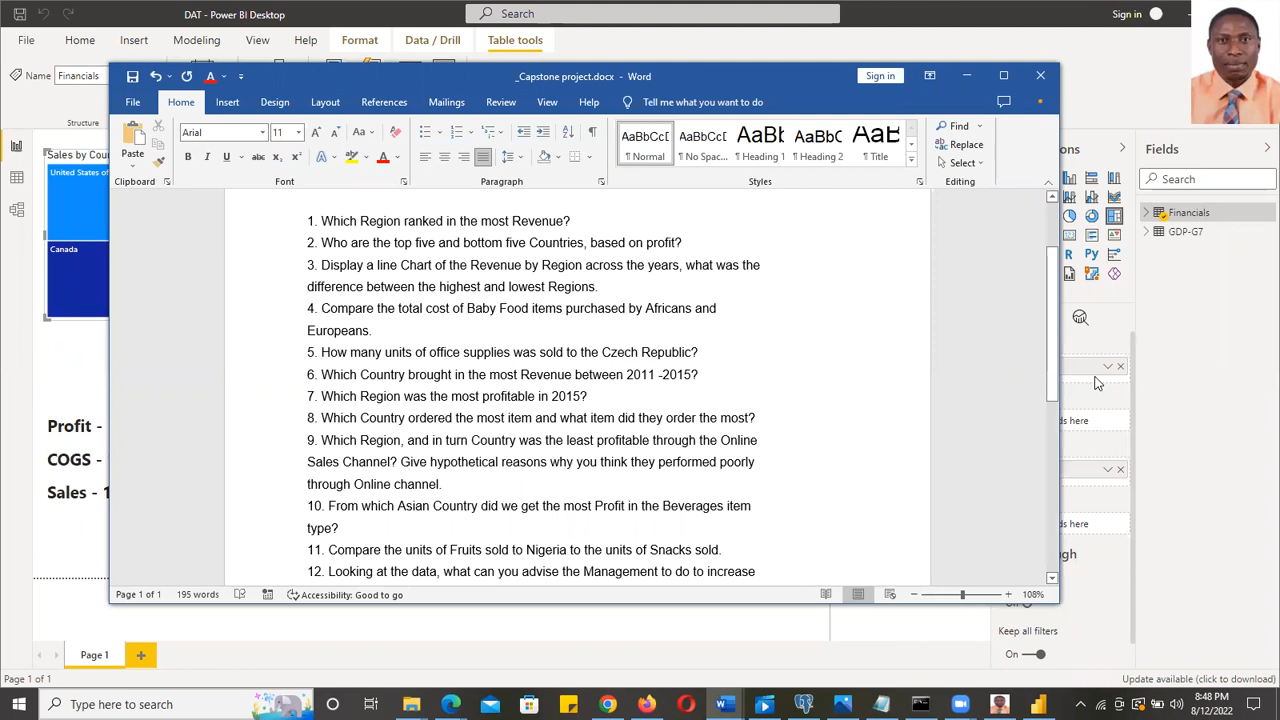 DAT - Power BI Desktop
Search
Sign in
File
Home
Insert
Modeling
View
Help
Format
Data / Drill
Table tools
Name
Financials
Structure
_Capstone project.docx - Word
Sign in
File
Home
Insert
Design
Layout
References
Mailings
Review
View
Help
Tell me what you want to do
Paste
Arial
11
AaBbCcD
AaBbCcD
AaBb
AaBbC
AaB
¶ Normal
¶ No Spac...
¶ Heading 1
¶ Heading 2
¶ Title
Find
Replace
Select
Clipboard
Font
Paragraph
Styles
Editing
Sales by Coun
United States of
Canada
Profit -
COGS -
Sales - 1
1. Which Region ranked in the most Revenue?
2. Who are the top five and bottom five Countries, based on profit?
3. Display a line Chart of the Revenue by Region across the years, what was the
difference between the highest and lowest Regions.
4. Compare the total cost of Baby Food items purchased by Africans and
Europeans.
5. How many units of office supplies was sold to the Czech Republic?
6. Which Country brought in the most Revenue between 2011 -2015?
7. Which Region was the most profitable in 2015?
8. Which Country ordered the most item and what item did they order the most?
9. Which Region, and in turn Country was the least profitable through the Online
Sales Channel? Give hypothetical reasons why you think they performed poorly
through Online channel.
10. From which Asian Country did we get the most Profit in the Beverages item
type?
11. Compare the units of Fruits sold to Nigeria to the units of Snacks sold.
12. Looking at the data, what can you advise the Management to do to increase
Page 1 of 1
195 words
Accessibility: Good to go
108%
ions
Fields
Search
Financials
GDP-G7
R
Py
ds here
ds here
ugh
Keep all filters
On
Page 1
Page 1 of 1
Update available (click to download)
Type here to search
8:48 PM
8/12/2022